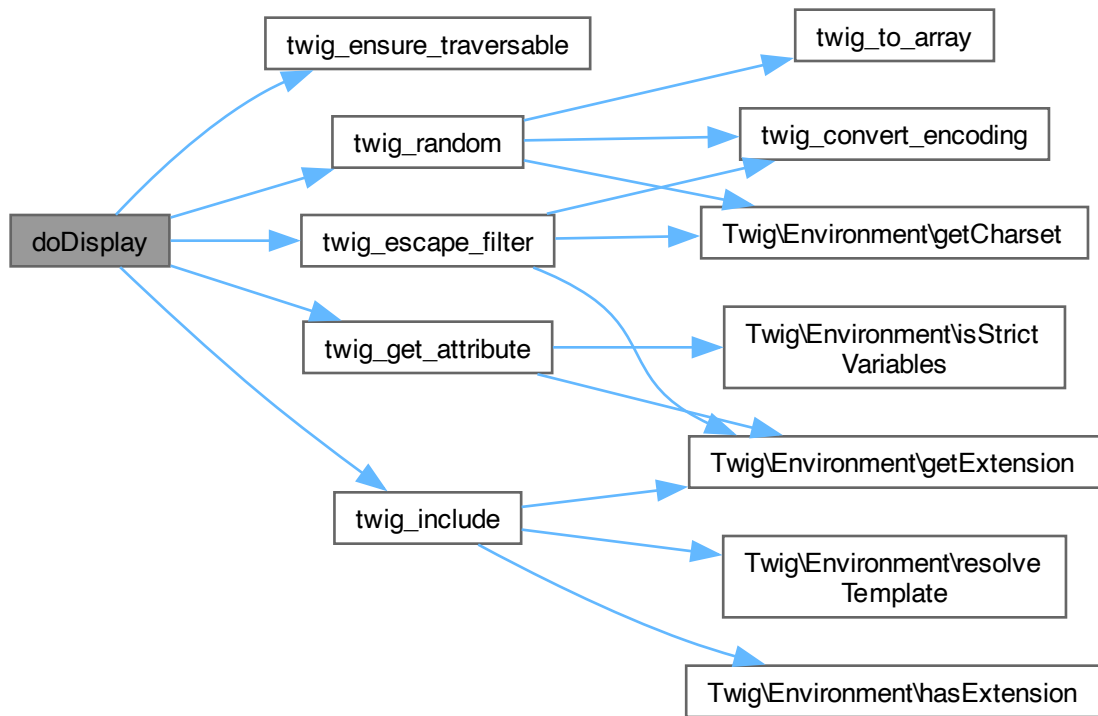 doDisplay
twig_ensure_traversable
twig_random
twig_escape_filter
twig_get_attribute
twig_include
twig_to_array
twig_convert_encoding
Twig\Environment\getCharset
Twig\Environment\isStrict
Variables
Twig\Environment\getExtension
Twig\Environment\resolve
Template
Twig\Environment\hasExtension